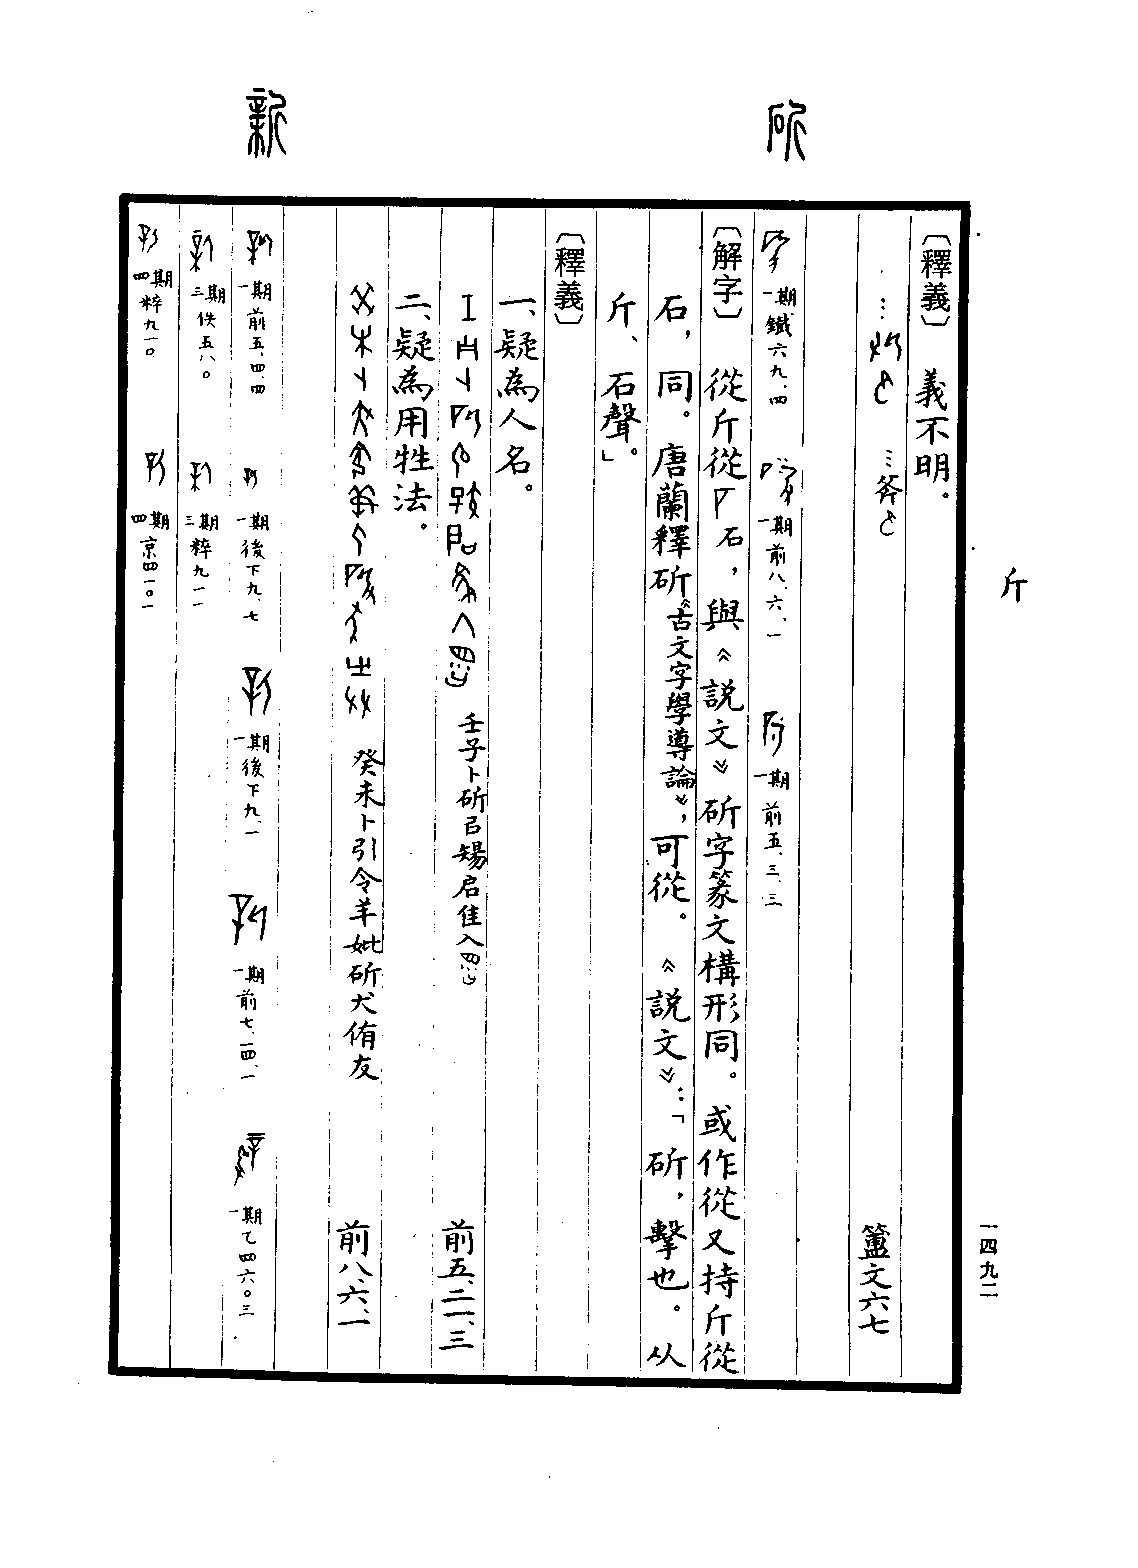 斤
一四九二
〔釋義〕 義不明。
… … 斧 簠文六七
斫
一期鐵六九、四 一期前八、六、一 一期前五、三、三
〔解字〕 從斤從 石，與《說文》斫字篆文構形同。或作從又持斤從
石，同。唐蘭釋斫《古文字學導論》，可從。《說文》：「斫，擊也。从
斤、石聲。」
〔釋義〕
一、疑為人名。
壬子卜斫 启隹入 前五、二一、三
二、疑為用牲法。
癸未卜引令羊妣斫犬侑友 前八、六、一
新
一期前五、四、四 一期後下九、七 一期後下九、一 一期前七、一四、一 一期乙四六〇三
三期佚五八〇 三期粹九一一
四期粹九一〇 四期京四一〇一